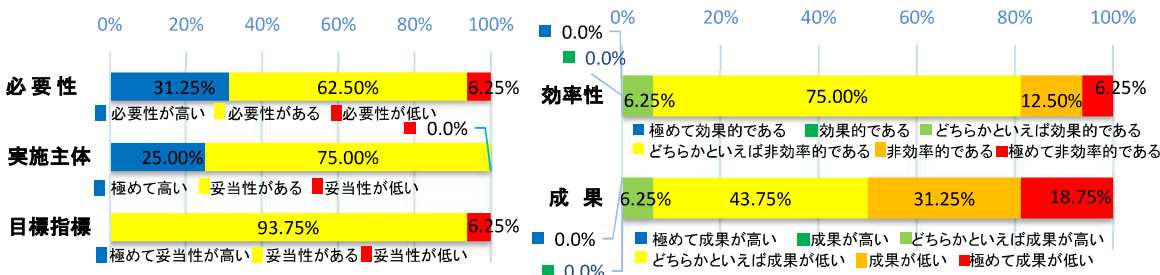 0% 20% 40% 60% 80% 100%
必要性 31.25% 62.50% 6.25%
必要性が高い 必要性がある 必要性が低い
0.0%
実施主体 25.00% 75.00%
極めて高い 妥当性がある 妥当性が低い
目標指標 93.75% 6.25%
極めて妥当性が高い 妥当性がある 妥当性が低い
0% 20% 40% 60% 80% 100%
0.0%
0.0%
効率性 6.25% 75.00% 12.50% 6.25%
極めて効果的である 効果的である どちらかといえば効果的である
どちらかといえば非効率的である 非効率的である 極めて非効率的である
成果 6.25% 43.75% 31.25% 18.75%
0.0% 極めて成果が高い 成果が高い どちらかといえば成果が高い
どちらかといえば成果が低い 成果が低い 極めて成果が低い
0.0%